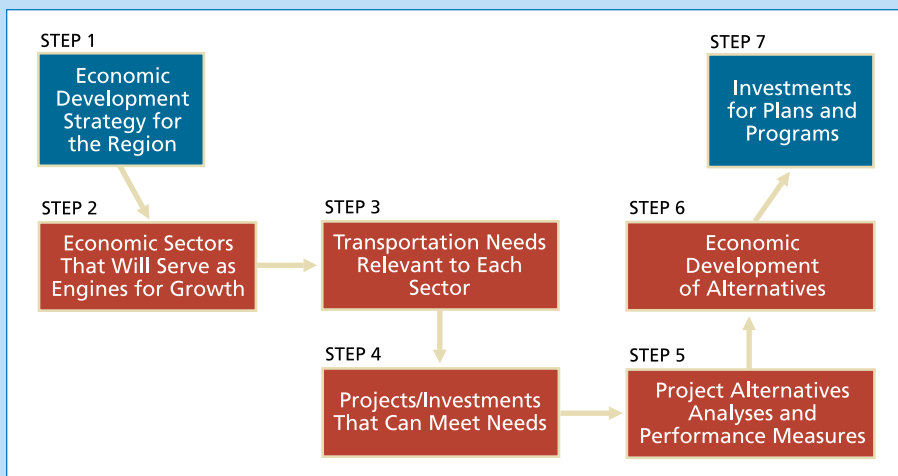 STEP 1
Economic
Development
Strategy for
the Region
STEP 2
Economic Sectors
That Will Serve as
Engines for Growth
STEP 3
Transportation Needs
Relevant to Each
Sector
STEP 4
Projects/Investments
That Can Meet Needs
STEP 5
Project Alternatives
Analyses and
Performance Measures
STEP 6
Economic
Development
of Alternatives
STEP 7
Investments
for Plans and
Programs